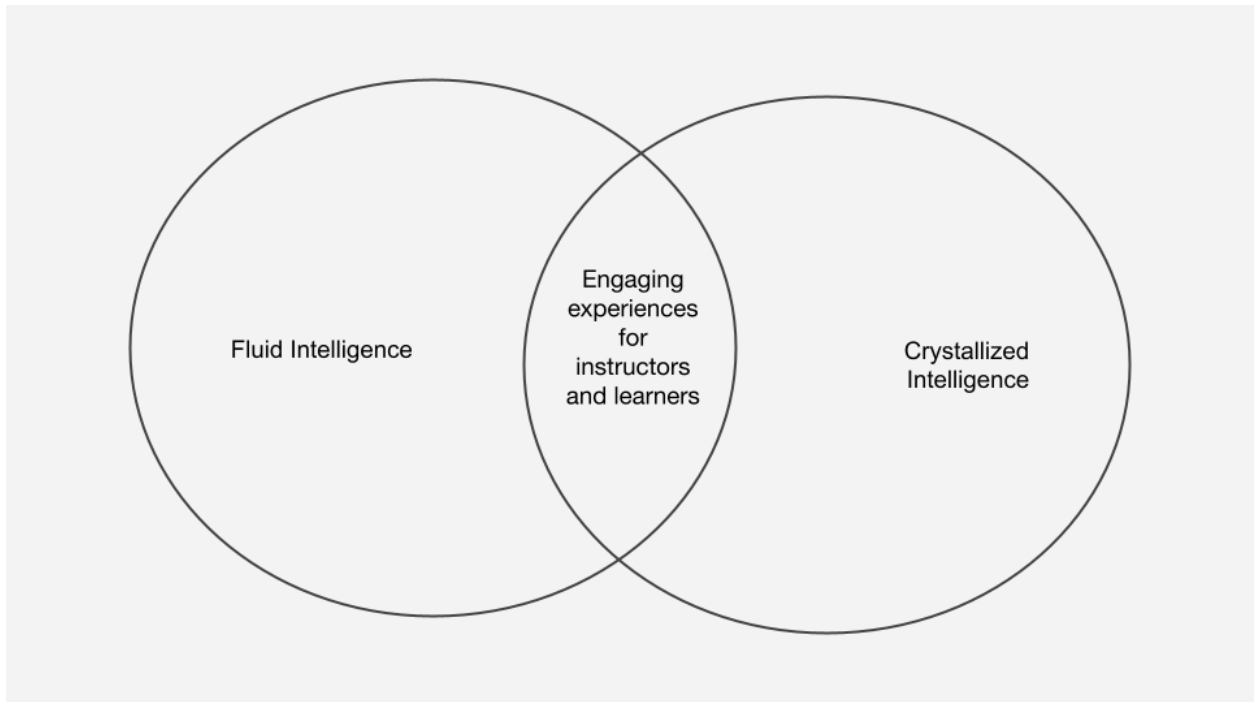 Fluid Intelligence
Engaging
experiences
for
instructors
and learners
Crystallized
Intelligence